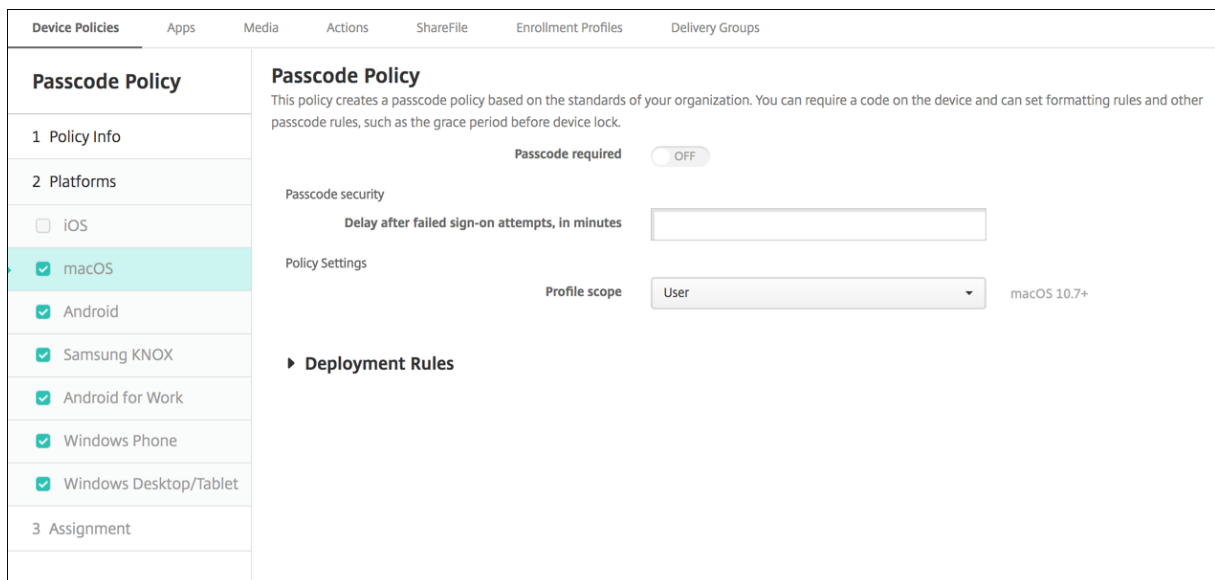 Device Policies Apps Media Actions ShareFile Enrollment Profiles Delivery Groups
Passcode Policy
1 Policy Info
2 Platforms
iOS
macOS
Android
Samsung KNOX
Android for Work
Windows Phone
Windows Desktop/Tablet
3 Assignment
Passcode Policy
This policy creates a passcode policy based on the standards of your organization. You can require a code on the device and can set formatting rules and other
passcode rules, such as the grace period before device lock.
Passcode required OFF
Passcode security
Delay after failed sign-on attempts, in minutes
Policy Settings
Profile scope User macOS 10.7+
Deployment Rules